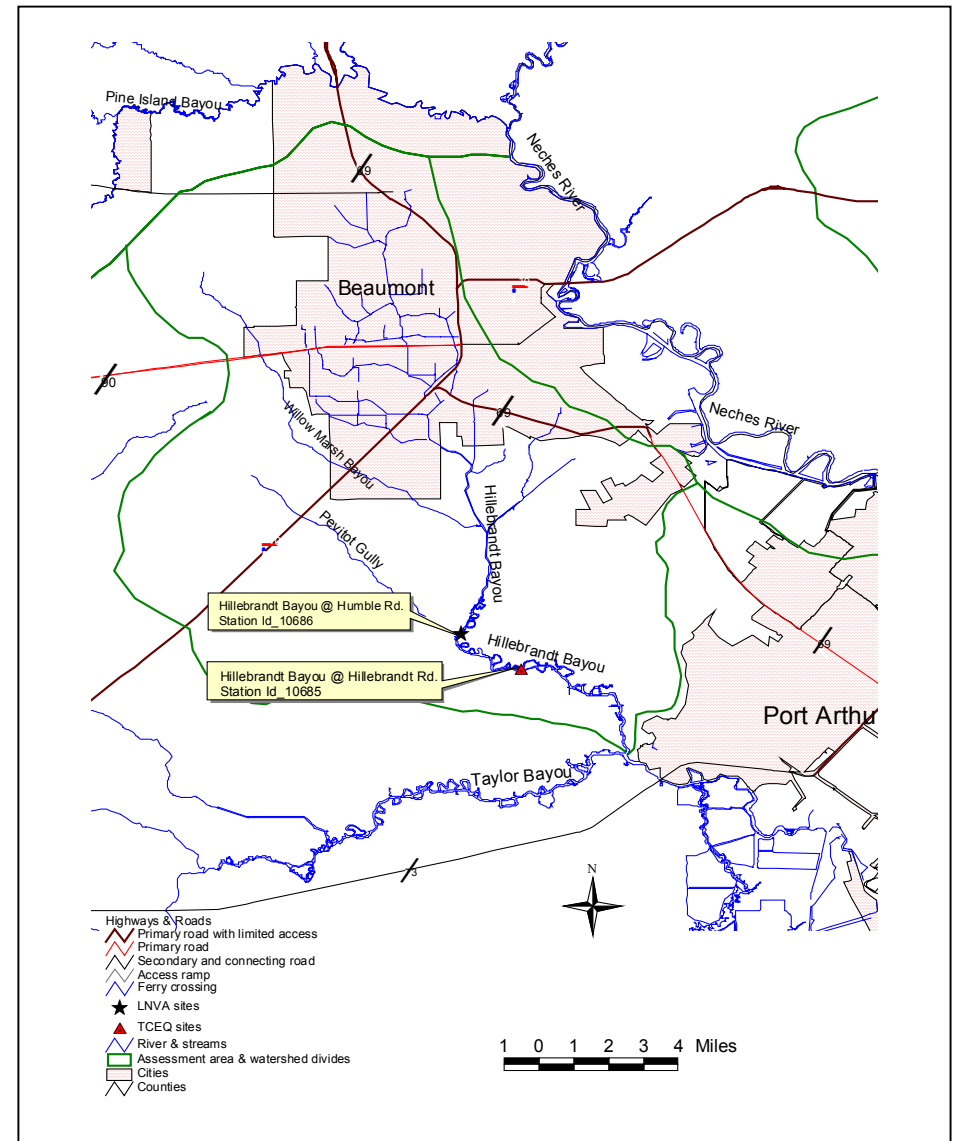 Pine Island Bayou
69
Neches River
Beaumont
90
69
Neches River
Willow Marsh Bayou
Pevitot Gully
Hillebrandt Bayou
Hillebrandt Bayou @ Humble Rd.
Station Id_10686
Hillebrandt Bayou
Hillebrandt Bayou @ Hillebrandt Rd.
Station Id_10685
69
Port Arthu
Taylor Bayou
3
N
Highways & Roads
Primary road with limited access
Primary road
Secondary and connecting road
Access ramp
Ferry crossing
LNVA sites
TCEQ sites
River & streams
Assessment area & watershed divides
Cities
Counties
1 0 1 2 3 4 Miles